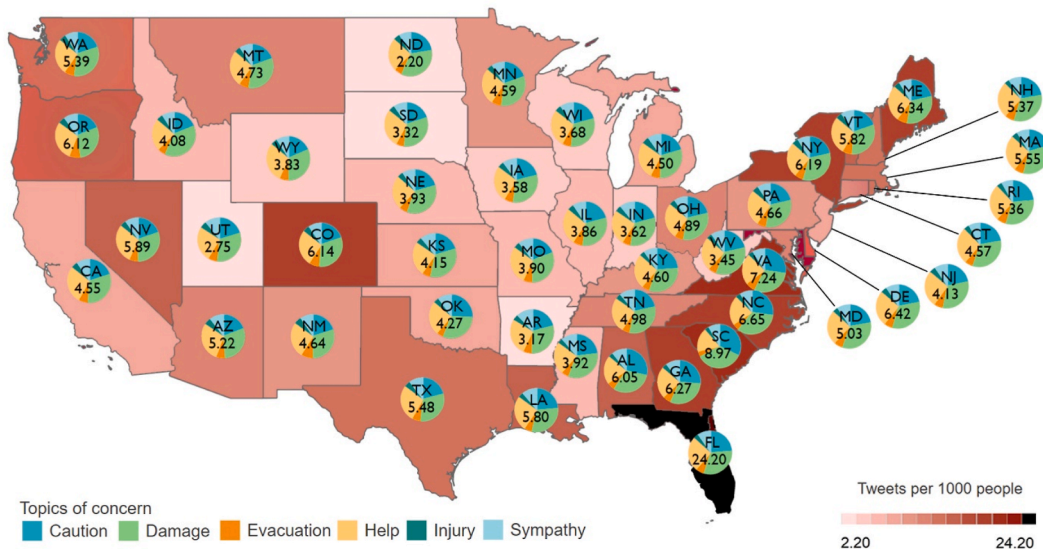 WA
5.39
MT
4.73
ND
2.20
MN
4.59
ME
6.34
NH
5.37
OR
6.12
ID
4.08
SD
3.32
WI
3.68
VT
5.82
MA
5.55
WY
3.83
MI
4.50
NY
6.19
RI
5.36
NE
3.93
IA
3.58
PA
4.66
CT
4.57
NV
5.89
UT
2.75
CO
6.14
IL
3.86
IN
3.62
OH
4.89
WV
3.45
NJ
4.13
CA
4.55
KS
4.15
MO
3.90
KY
4.60
VA
7.24
DE
6.42
MD
5.03
AZ
5.22
NM
4.64
OK
4.27
AR
3.17
TN
4.98
NC
6.65
MS
3.92
SC
8.97
AL
6.05
GA
6.27
TX
5.48
LA
5.80
FL
24.20
Topics of concern
Caution Damage Evacuation Help Injury Sympathy
Tweets per 1000 people
2.20 24.20